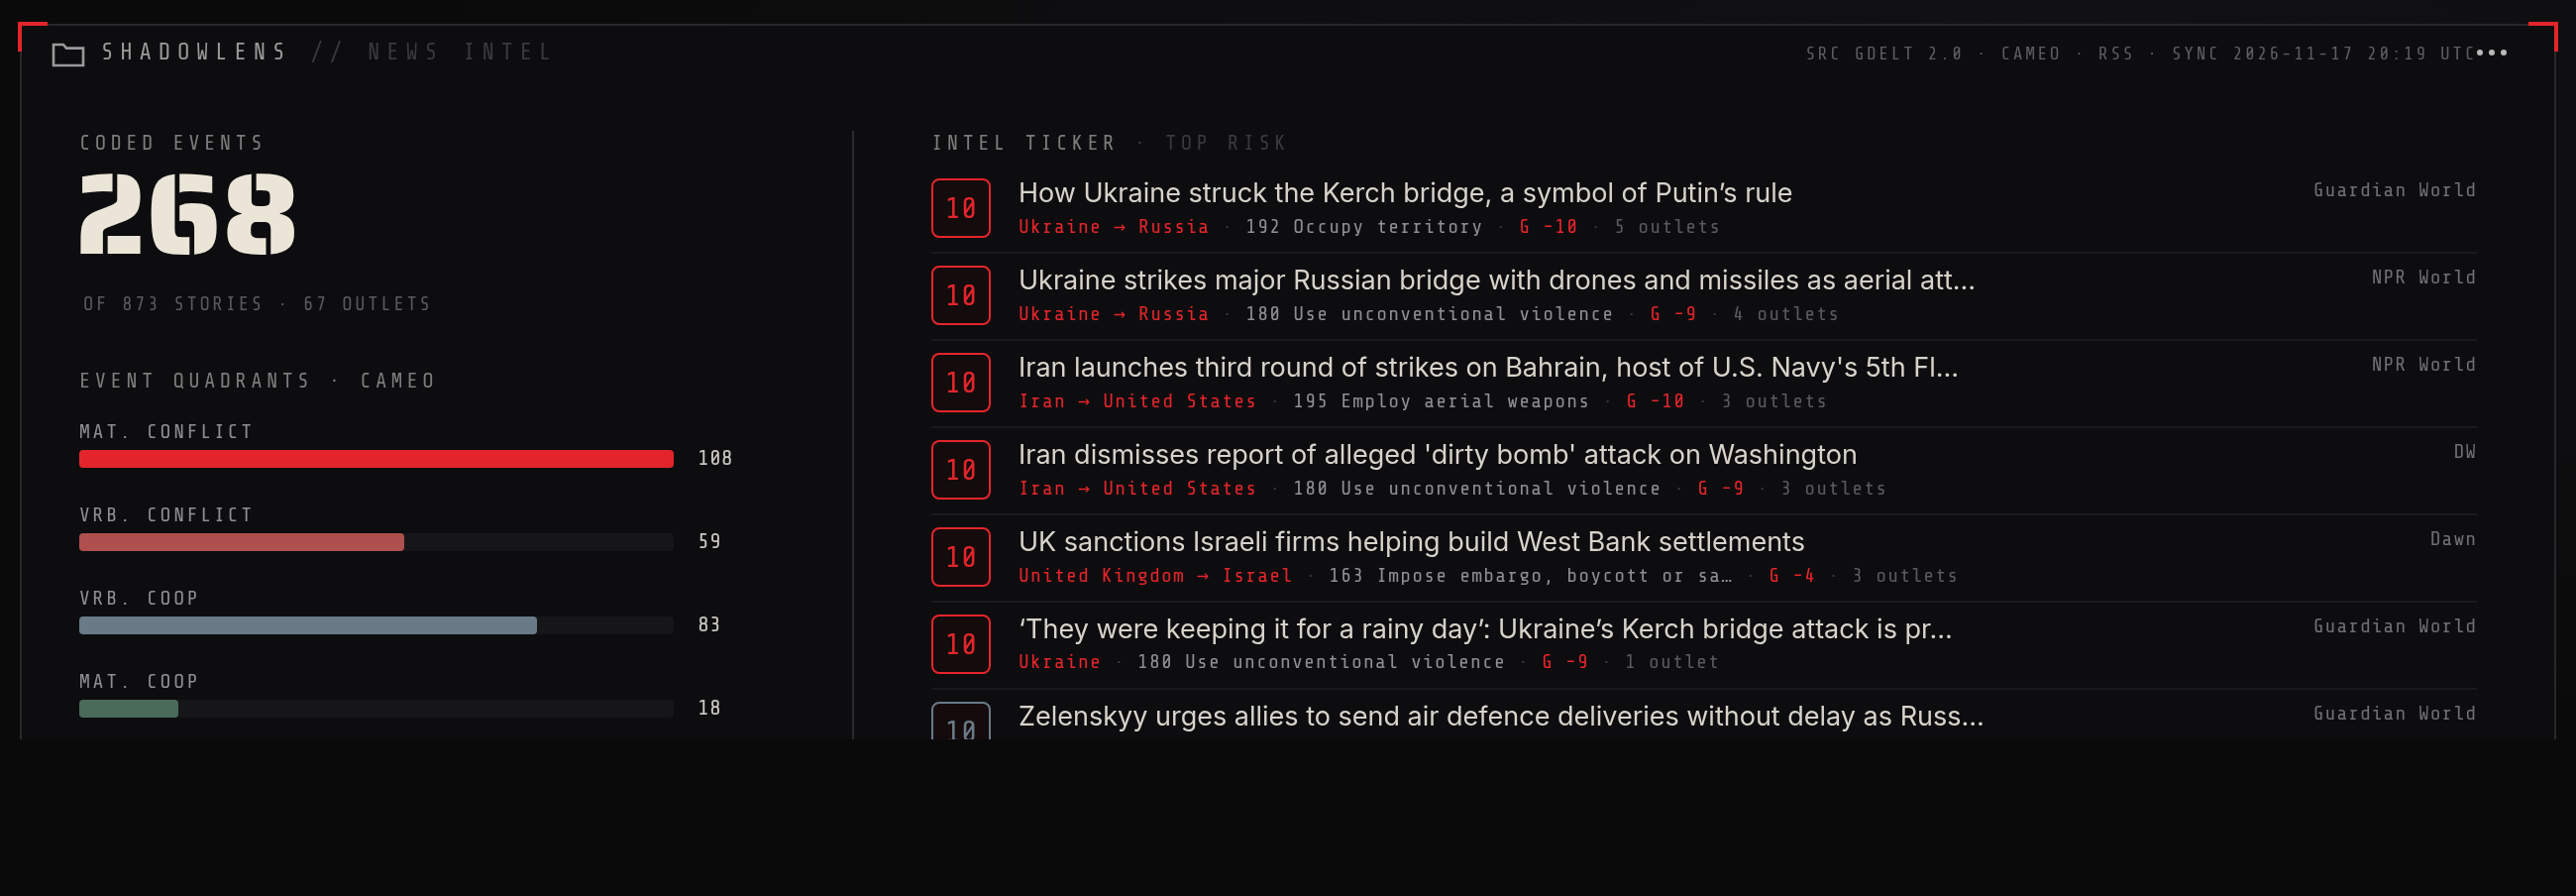 SHADOWLENS // NEWS INTEL
SRC GDELT 2.0 · CAMEO · RSS · SYNC 2026-11-17 20:19 UTC
CODED EVENTS
268
OF 873 STORIES · 67 OUTLETS
EVENT QUADRANTS · CAMEO
MAT. CONFLICT
108
VRB. CONFLICT
59
VRB. COOP
83
MAT. COOP
18
INTEL TICKER · TOP RISK
10
How Ukraine struck the Kerch bridge, a symbol of Putin’s rule
Guardian World
Ukraine → Russia · 192 Occupy territory · G -10 · 5 outlets
10
Ukraine strikes major Russian bridge with drones and missiles as aerial att…
NPR World
Ukraine → Russia · 180 Use unconventional violence · G -9 · 4 outlets
10
Iran launches third round of strikes on Bahrain, host of U.S. Navy's 5th Fl…
NPR World
Iran → United States · 195 Employ aerial weapons · G -10 · 3 outlets
10
Iran dismisses report of alleged 'dirty bomb' attack on Washington
DW
Iran → United States · 180 Use unconventional violence · G -9 · 3 outlets
10
UK sanctions Israeli firms helping build West Bank settlements
Dawn
United Kingdom → Israel · 163 Impose embargo, boycott or sa… · G -4 · 3 outlets
10
‘They were keeping it for a rainy day’: Ukraine’s Kerch bridge attack is pr…
Guardian World
Ukraine · 180 Use unconventional violence · G -9 · 1 outlet
10
Zelenskyy urges allies to send air defence deliveries without delay as Russ…
Guardian World